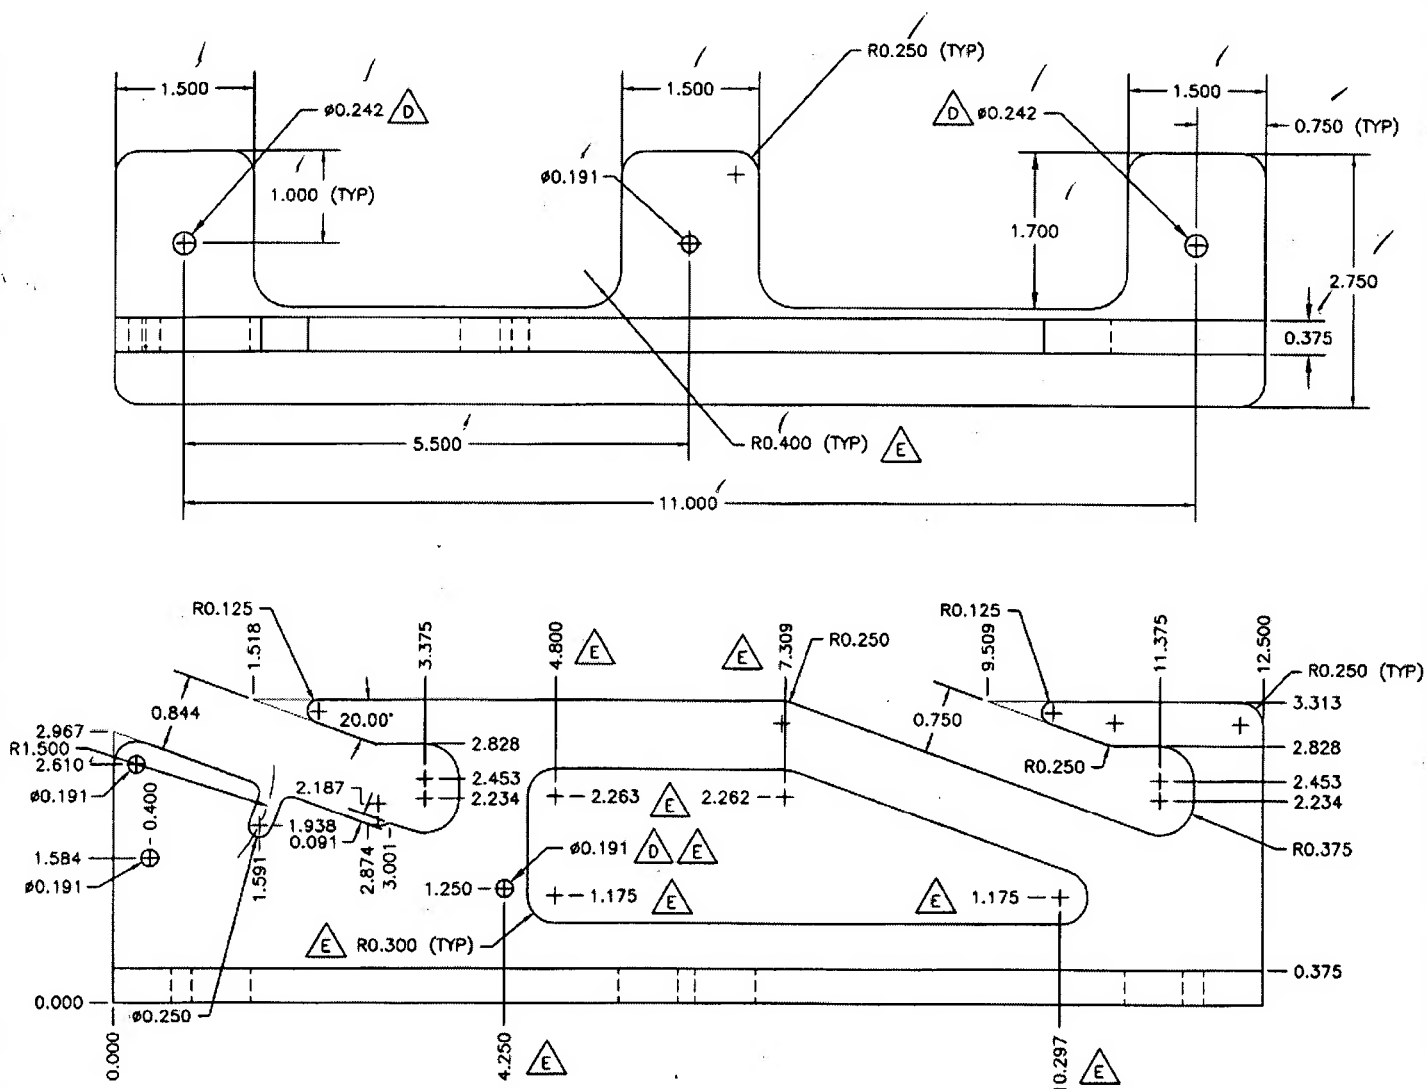 R0.250 (TYP)
1.500
1.500
1.500
ø0.242 D
D ø0.242
0.750 (TYP)
ø0.191
1.000 (TYP)
1.700
2.750
0.375
5.500
R0.400 (TYP) E
11.000
R0.125
1.518
3.375
4.800 E
E 7.309
R0.250
R0.125
9.509
11.375
12.500
R0.250 (TYP)
3.313
0.844
20.00°
0.750
2.967
2.828
2.828
R1.500
2.610
R0.250
2.453
2.453
ø0.191
0.400
2.187
2.234
2.263 E 2.262
2.234
1.938
0.091
R0.375
1.584
ø0.191
1.591
2.874
3.001
ø0.191 D E
1.250
1.175 E
E 1.175
E R0.300 (TYP)
0.375
0.000
ø0.250
0.000
4.250 E
10.297 E